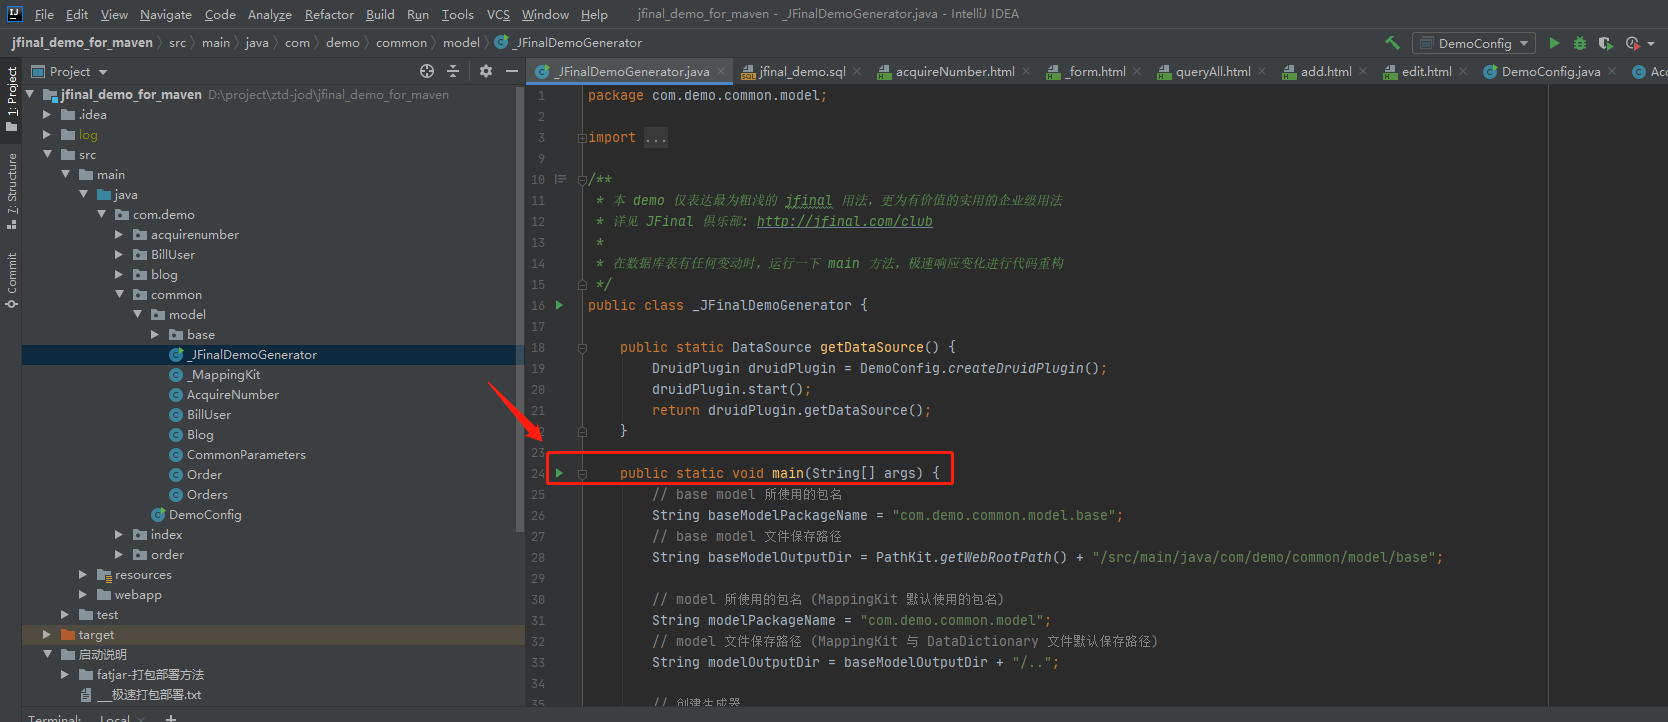 File Edit View Navigate Code Analyze Refactor Build Run Tools VCS Window Help jfinal_demo_for_maven - _JFinalDemoGenerator.java - IntelliJ IDEA
jfinal_demo_for_maven src main java com demo common model _JFinalDemoGenerator DemoConfig
1: Project
7: Structure
Commit
Project
jfinal_demo_for_maven D:\project\ztd-jod\jfinal_demo_for_maven
.idea
log
src
main
java
com.demo
acquirenumber
BillUser
blog
common
model
base
_JFinalDemoGenerator
_MappingKit
AcquireNumber
BillUser
Blog
CommonParameters
Order
Orders
DemoConfig
index
order
resources
webapp
test
target
启动说明
fatjar-打包部署方法
__极速打包部署.txt
_JFinalDemoGenerator.java jfinal_demo.sql acquireNumber.html _form.html queryAll.html add.html edit.html DemoConfig.java Acc
1 package com.demo.common.model;
2
3 import ...
9
10 /**
11 * 本 demo 仅表达最为粗浅的 jfinal 用法，更为有价值的实用的企业级用法
12 * 详见 JFinal 俱乐部: http://jfinal.com/club
13 *
14 * 在数据库表有任何变动时，运行一下 main 方法，极速响应变化进行代码重构
15 */
16 public class _JFinalDemoGenerator {
17
18 public static DataSource getDataSource() {
19 DruidPlugin druidPlugin = DemoConfig.createDruidPlugin();
20 druidPlugin.start();
21 return druidPlugin.getDataSource();
}
23
24 public static void main(String[] args) {
25 // base model 所使用的包名
26 String baseModelPackageName = "com.demo.common.model.base";
27 // base model 文件保存路径
28 String baseModelOutputDir = PathKit.getWebRootPath() + "/src/main/java/com/demo/common/model/base";
29
30 // model 所使用的包名 (MappingKit 默认使用的包名)
31 String modelPackageName = "com.demo.common.model";
32 // model 文件保存路径 (MappingKit 与 DataDictionary 文件默认保存路径)
33 String modelOutputDir = baseModelOutputDir + "/..";
34
35 // 创建生成器
Terminal: Local +